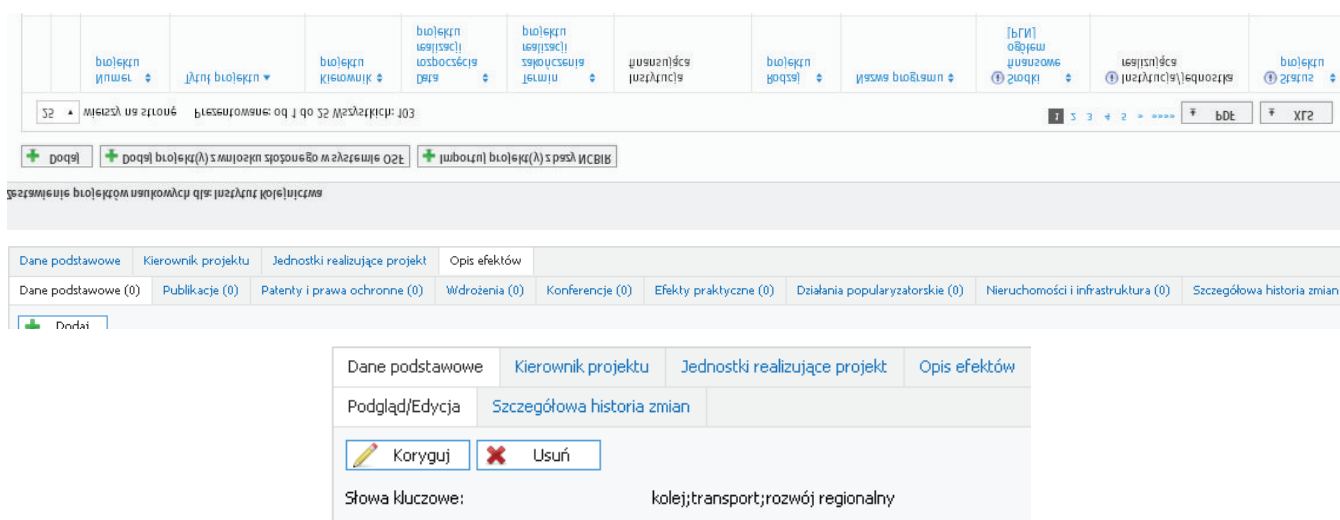 Zestawienie projektów naukowych dla: Instytut Kolejnictwa
Dodaj Dodaj projekt(y) z wniosku złożonego w systemie OSF Importuj projekt(y) z bazy NCBIR
25 wierszy na stronę Prezentowane: od 1 do 25 Wszystkich: 103 1 2 3 4 5 » »»»» PDF XLS
Numer Tytuł projektu Kierownik Data Termin Instytucja Rodzaj Nazwa programu Środki Instytucja/jednostka Status
projektu projektu rozpoczęcia zakończenia finansująca projektu finansowe realizująca projektu
realizacji realizacji ogółem
projektu projektu [PLN]
Dane podstawowe Kierownik projektu Jednostki realizujące projekt Opis efektów
Dane podstawowe (0) Publikacje (0) Patenty i prawa ochronne (0) Wdrożenia (0) Konferencje (0) Efekty praktyczne (0) Działania popularyzatorskie (0) Nieruchomości i infrastruktura (0) Szczegółowa historia zmian
Dodaj
Dane podstawowe Kierownik projektu Jednostki realizujące projekt Opis efektów
Podgląd/Edycja Szczegółowa historia zmian
Koryguj Usuń
Słowa kluczowe: kolej;transport;rozwój regionalny